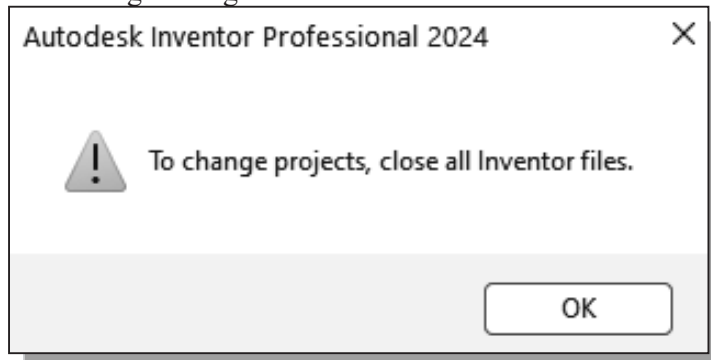 Autodesk Inventor Professional 2024
To change projects, close all Inventor files.
OK